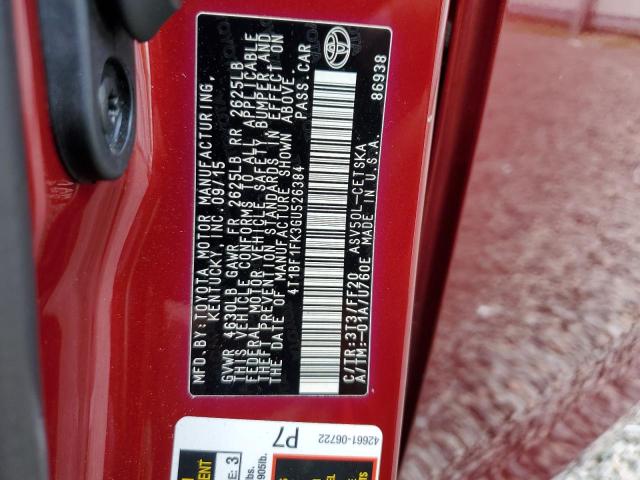 MFD.BY:TOYOTA MOTOR MANUFACTURING,
KENTUCKY, INC. 09/15
GVWR 4630LB GAWR FR 2625LB RR 2625LB
THIS VEHICLE CONFORMS TO ALL APPLICABLE
FEDERAL MOTOR VEHICLE SAFETY, BUMPER AND
THEFT PREVENTION STANDARDS IN EFFECT ON
THE DATE OF MANUFACTURE SHOWN ABOVE.
4T1BF1FK3GU526384 PASS.CAR
C/TR:3T3/FF20 ASV50L-CETSKA
A/TM:-01A/U760E MADE IN U.S.A. 86938
42661-06722
P7
E: 3